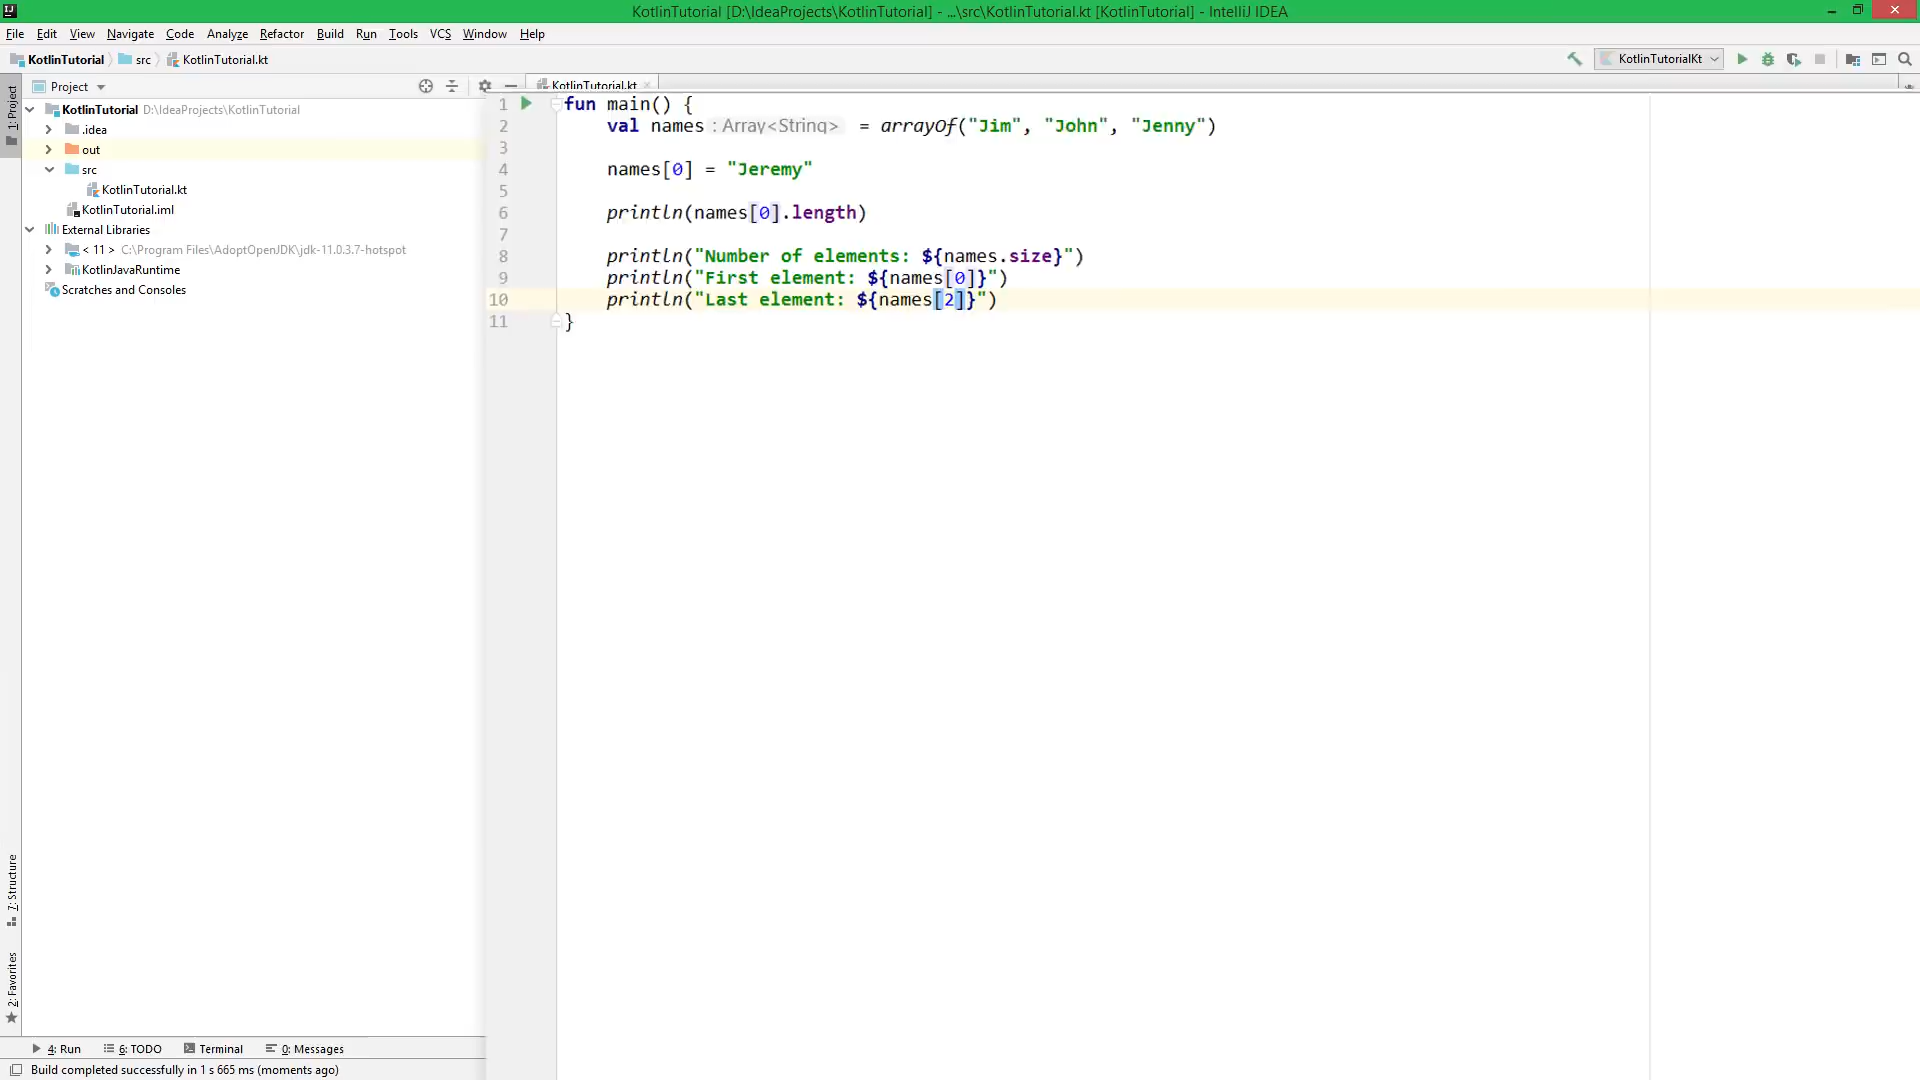 KotlinTutorial [D:\IdeaProjects\KotlinTutorial] - ...\src\KotlinTutorial.kt [KotlinTutorial] - IntelliJ IDEA
File Edit View Navigate Code Analyze Refactor Build Run Tools VCS Window Help
KotlinTutorial src KotlinTutorial.kt KotlinTutorialKt
1: Project
Project
KotlinTutorial D:\IdeaProjects\KotlinTutorial
.idea
out
src
KotlinTutorial.kt
KotlinTutorial.iml
External Libraries
< 11 > C:\Program Files\AdoptOpenJDK\jdk-11.0.3.7-hotspot
KotlinJavaRuntime
Scratches and Consoles
KotlinTutorial.kt
1 fun main() {
2 val names : Array<String> = arrayOf("Jim", "John", "Jenny")
3
4 names[0] = "Jeremy"
5
6 println(names[0].length)
7
8 println("Number of elements: ${names.size}")
9 println("First element: ${names[0]}")
10 println("Last element: ${names[2]}")
11 }
7: Structure
2: Favorites
4: Run 6: TODO Terminal 0: Messages
Build completed successfully in 1 s 665 ms (moments ago)